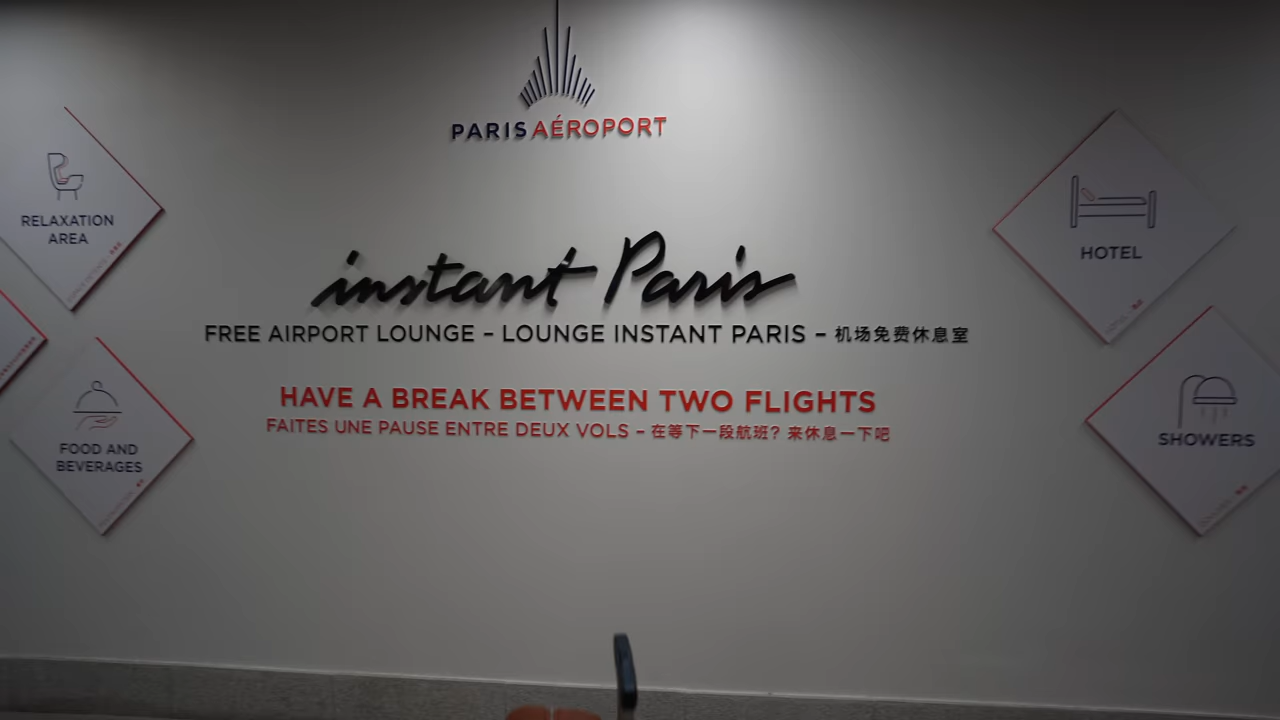 PARIS AÉROPORT
RELAXATION
AREA
HOTEL
instant Paris
FREE AIRPORT LOUNGE – LOUNGE INSTANT PARIS – 机场免费休息室
HAVE A BREAK BETWEEN TWO FLIGHTS
FAITES UNE PAUSE ENTRE DEUX VOLS – 在等下一段航班? 来休息一下吧
FOOD AND
BEVERAGES
SHOWERS